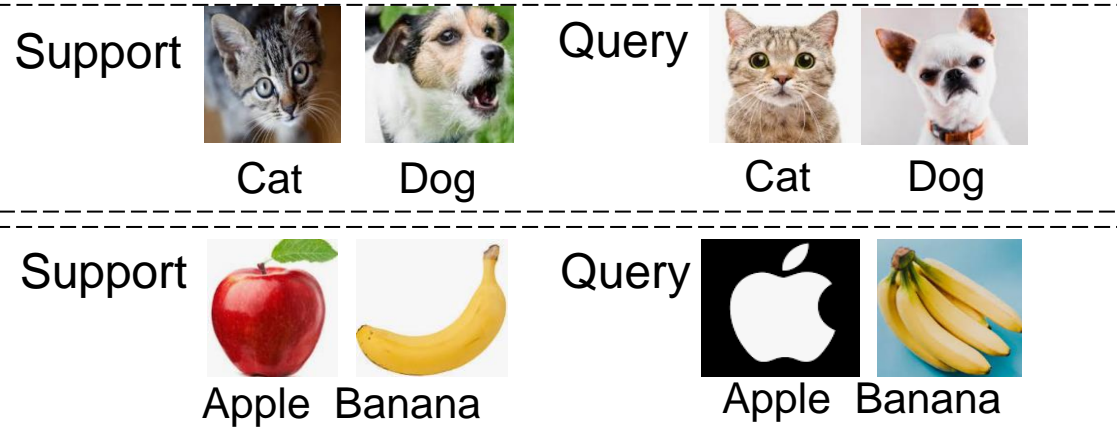 Support
Query
Cat Dog
Cat Dog
Support
Query
Apple Banana
Apple Banana